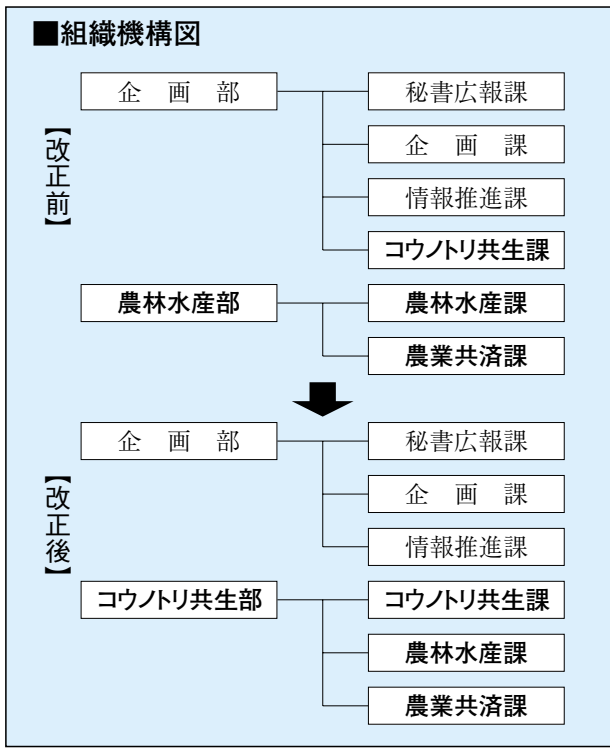 ■組織機構図
【改正前】
企画部
秘書広報課
企画課
情報推進課
コウノトリ共生課
農林水産部
農林水産課
農業共済課
【改正後】
企画部
秘書広報課
企画課
情報推進課
コウノトリ共生部
コウノトリ共生課
農林水産課
農業共済課